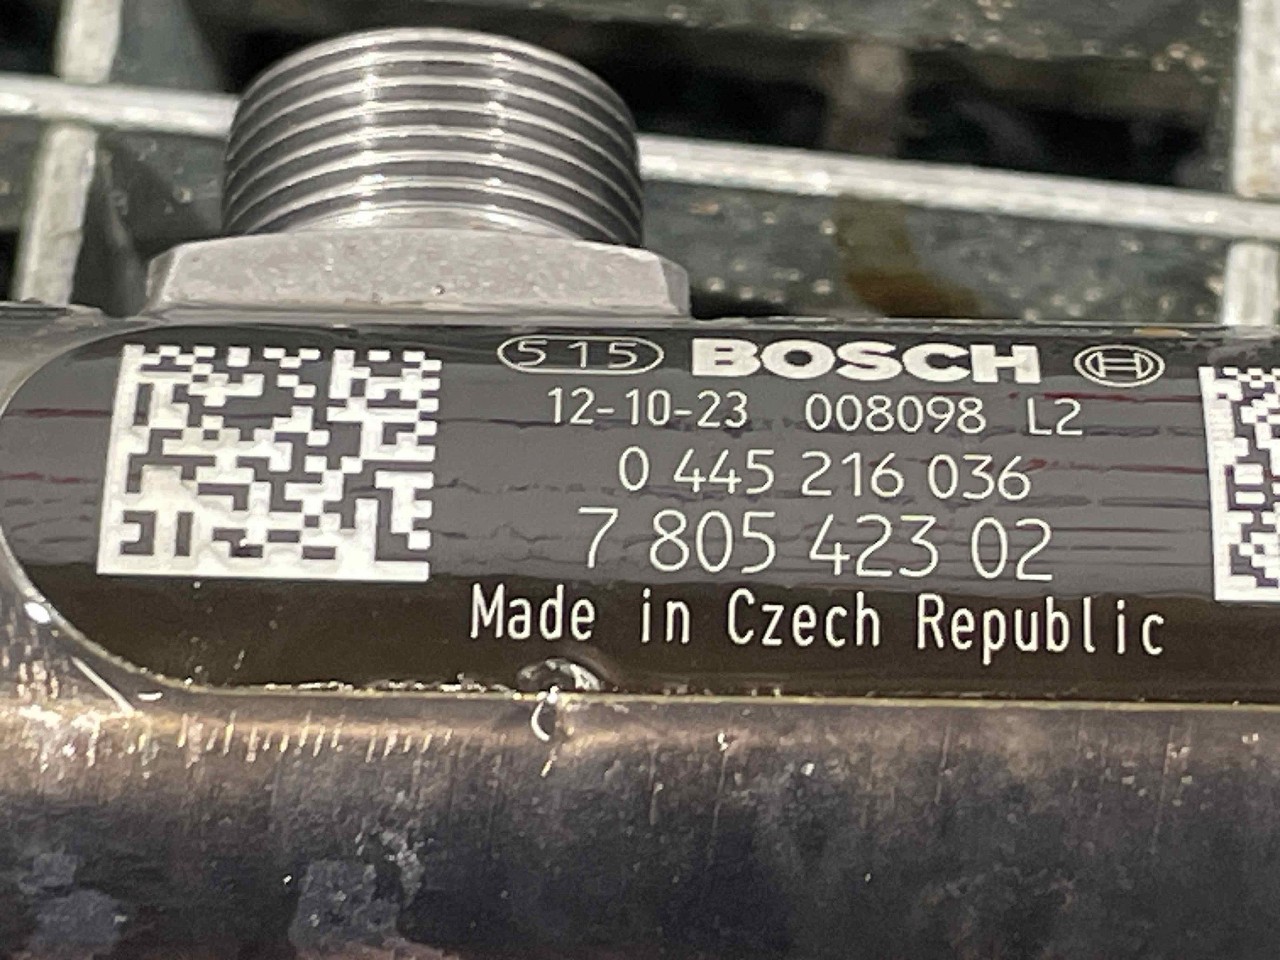 515 BOSCH
12-10-23 008098 L2
0 445 216 036
7 805 423 02
Made in Czech Republic